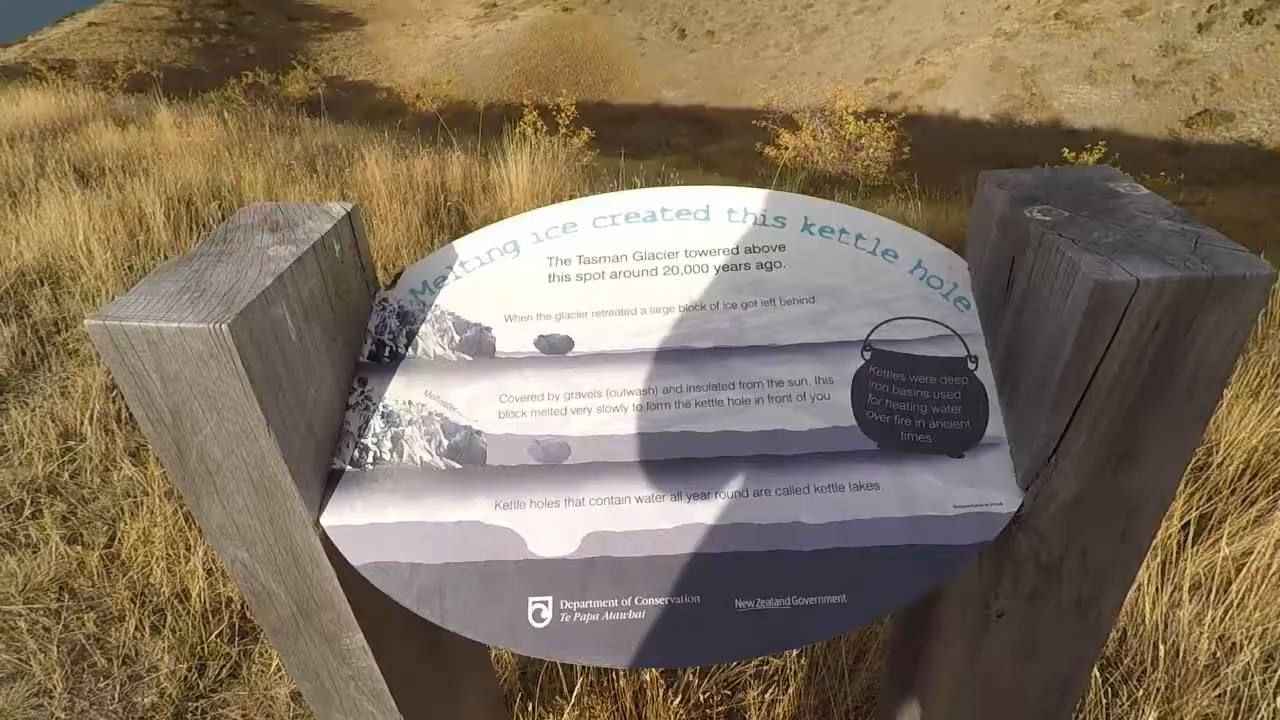 Melting ice created this kettle hole
The Tasman Glacier towered above
this spot around 20,000 years ago.
When the glacier retreated a large block of ice got left behind
Meltwater
Covered by gravels (outwash) and insulated from the sun, this
block melted very slowly to form the kettle hole in front of you
Kettles were deep
iron basins used
for heating water
over fire in ancient
times
Kettle holes that contain water all year round are called kettle lakes.
Department of Conservation
Te Papa Atawhai
New Zealand Government